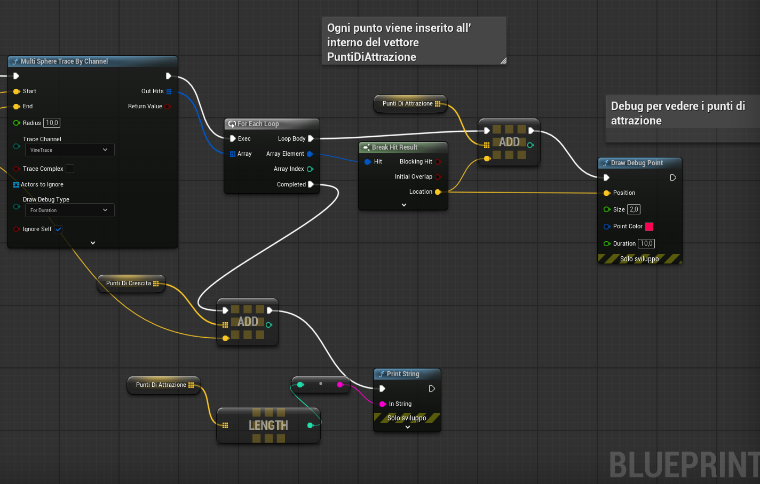 Ogni punto viene inserito all'
interno del vettore
PuntiDiAttrazione
Multi Sphere Trace By Channel
Start
Out Hits
End
Return Value
Radius 10,0
Trace Channel
VineTrace
Trace Complex
Actors to Ignore
Draw Debug Type
For Duration
Ignore Self
For Each Loop
Exec
Loop Body
Array
Array Element
Array Index
Completed
Punti Di Attrazione
Break Hit Result
Hit
Blocking Hit
Initial Overlap
Location
ADD
Debug per vedere i punti di
attrazione
Draw Debug Point
Position
Size 2,0
Point Color
Duration 10,0
Solo sviluppo
Punti Di Crescita
ADD
Punti Di Attrazione
LENGTH
Print String
In String
Solo sviluppo
BLUEPRINT